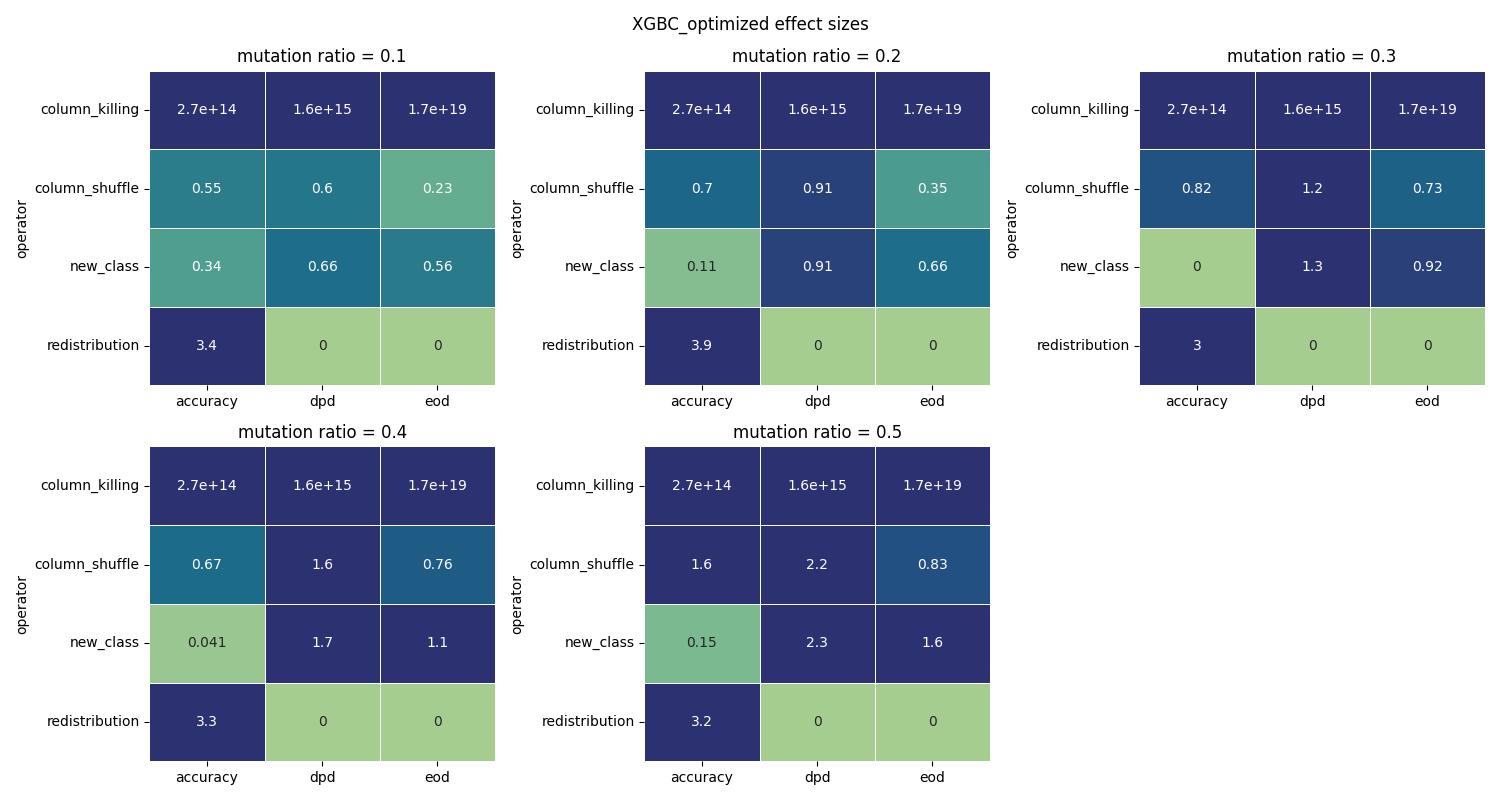 XGBC_optimized effect sizes
mutation ratio = 0.1
column_killing 2.7e+14 1.6e+15 1.7e+19
column_shuffle 0.55 0.6 0.23
new_class 0.34 0.66 0.56
redistribution 3.4 0 0
operator
accuracy dpd eod
mutation ratio = 0.2
column_killing 2.7e+14 1.6e+15 1.7e+19
column_shuffle 0.7 0.91 0.35
new_class 0.11 0.91 0.66
redistribution 3.9 0 0
operator
accuracy dpd eod
mutation ratio = 0.3
column_killing 2.7e+14 1.6e+15 1.7e+19
column_shuffle 0.82 1.2 0.73
new_class 0 1.3 0.92
redistribution 3 0 0
operator
accuracy dpd eod
mutation ratio = 0.4
column_killing 2.7e+14 1.6e+15 1.7e+19
column_shuffle 0.67 1.6 0.76
new_class 0.041 1.7 1.1
redistribution 3.3 0 0
operator
accuracy dpd eod
mutation ratio = 0.5
column_killing 2.7e+14 1.6e+15 1.7e+19
column_shuffle 1.6 2.2 0.83
new_class 0.15 2.3 1.6
redistribution 3.2 0 0
operator
accuracy dpd eod